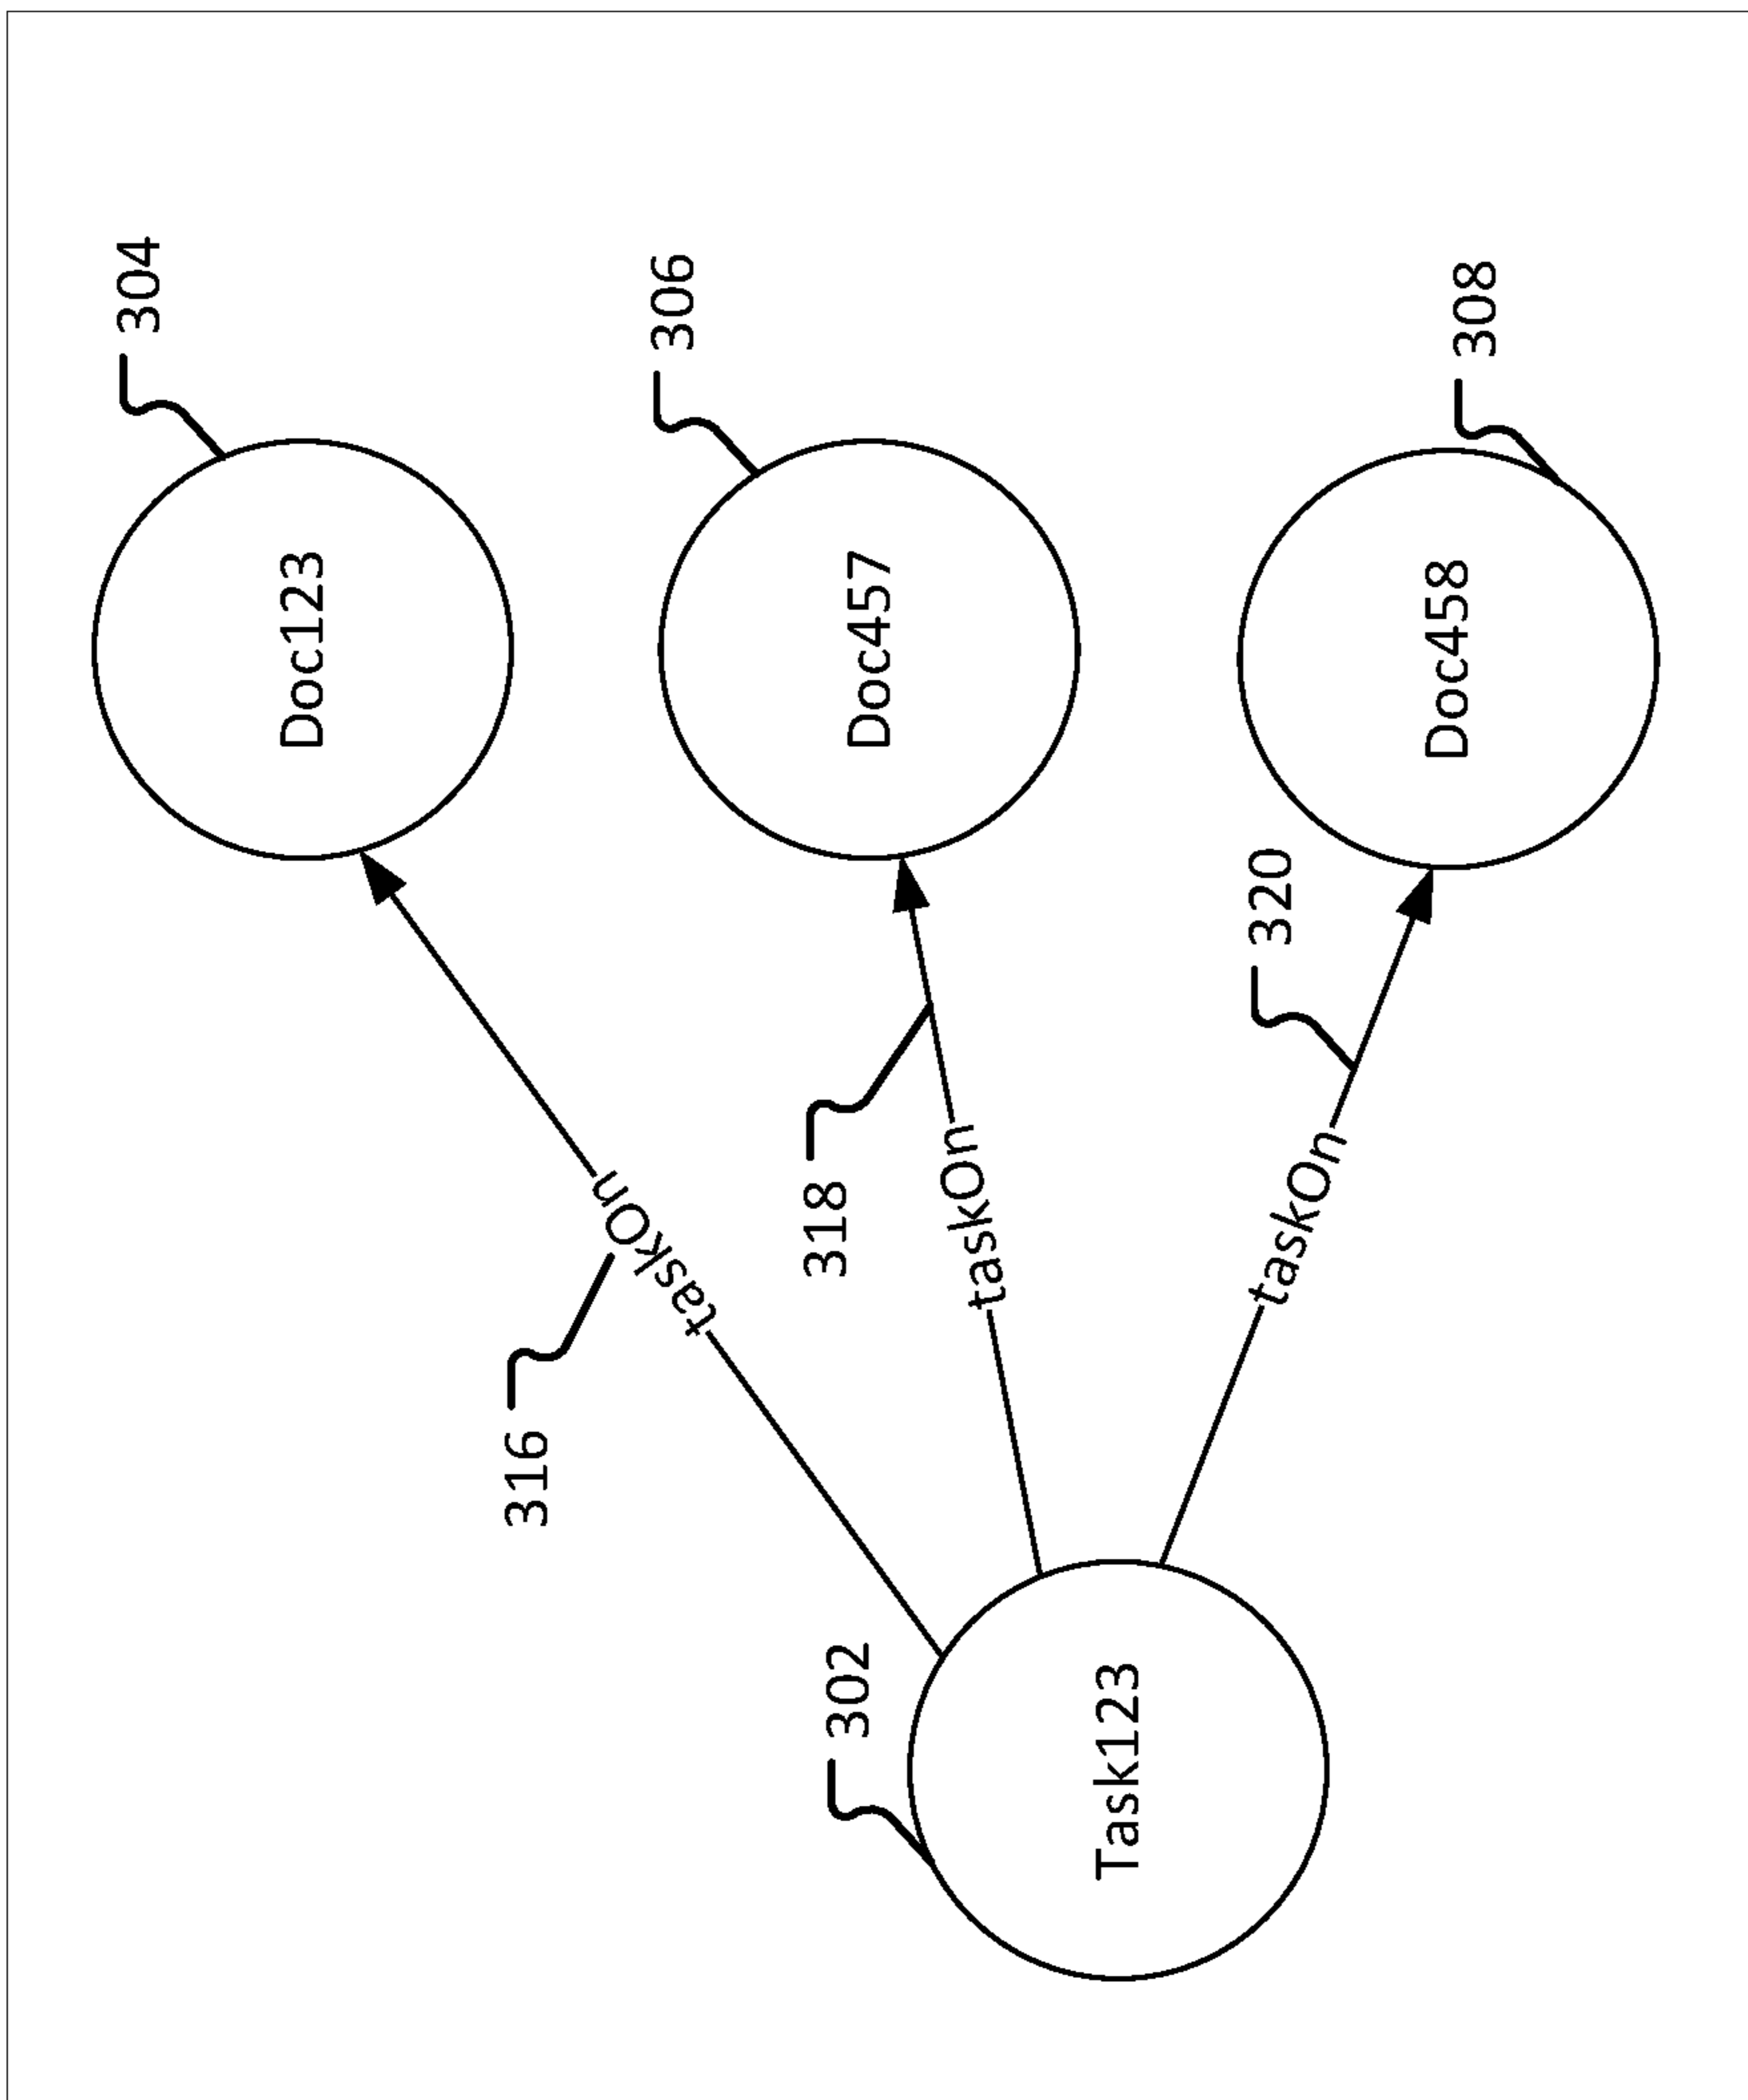 304
Doc123
306
Doc457
308
Doc458
316
taskOn
318
taskOn
320
taskOn
302
Task123